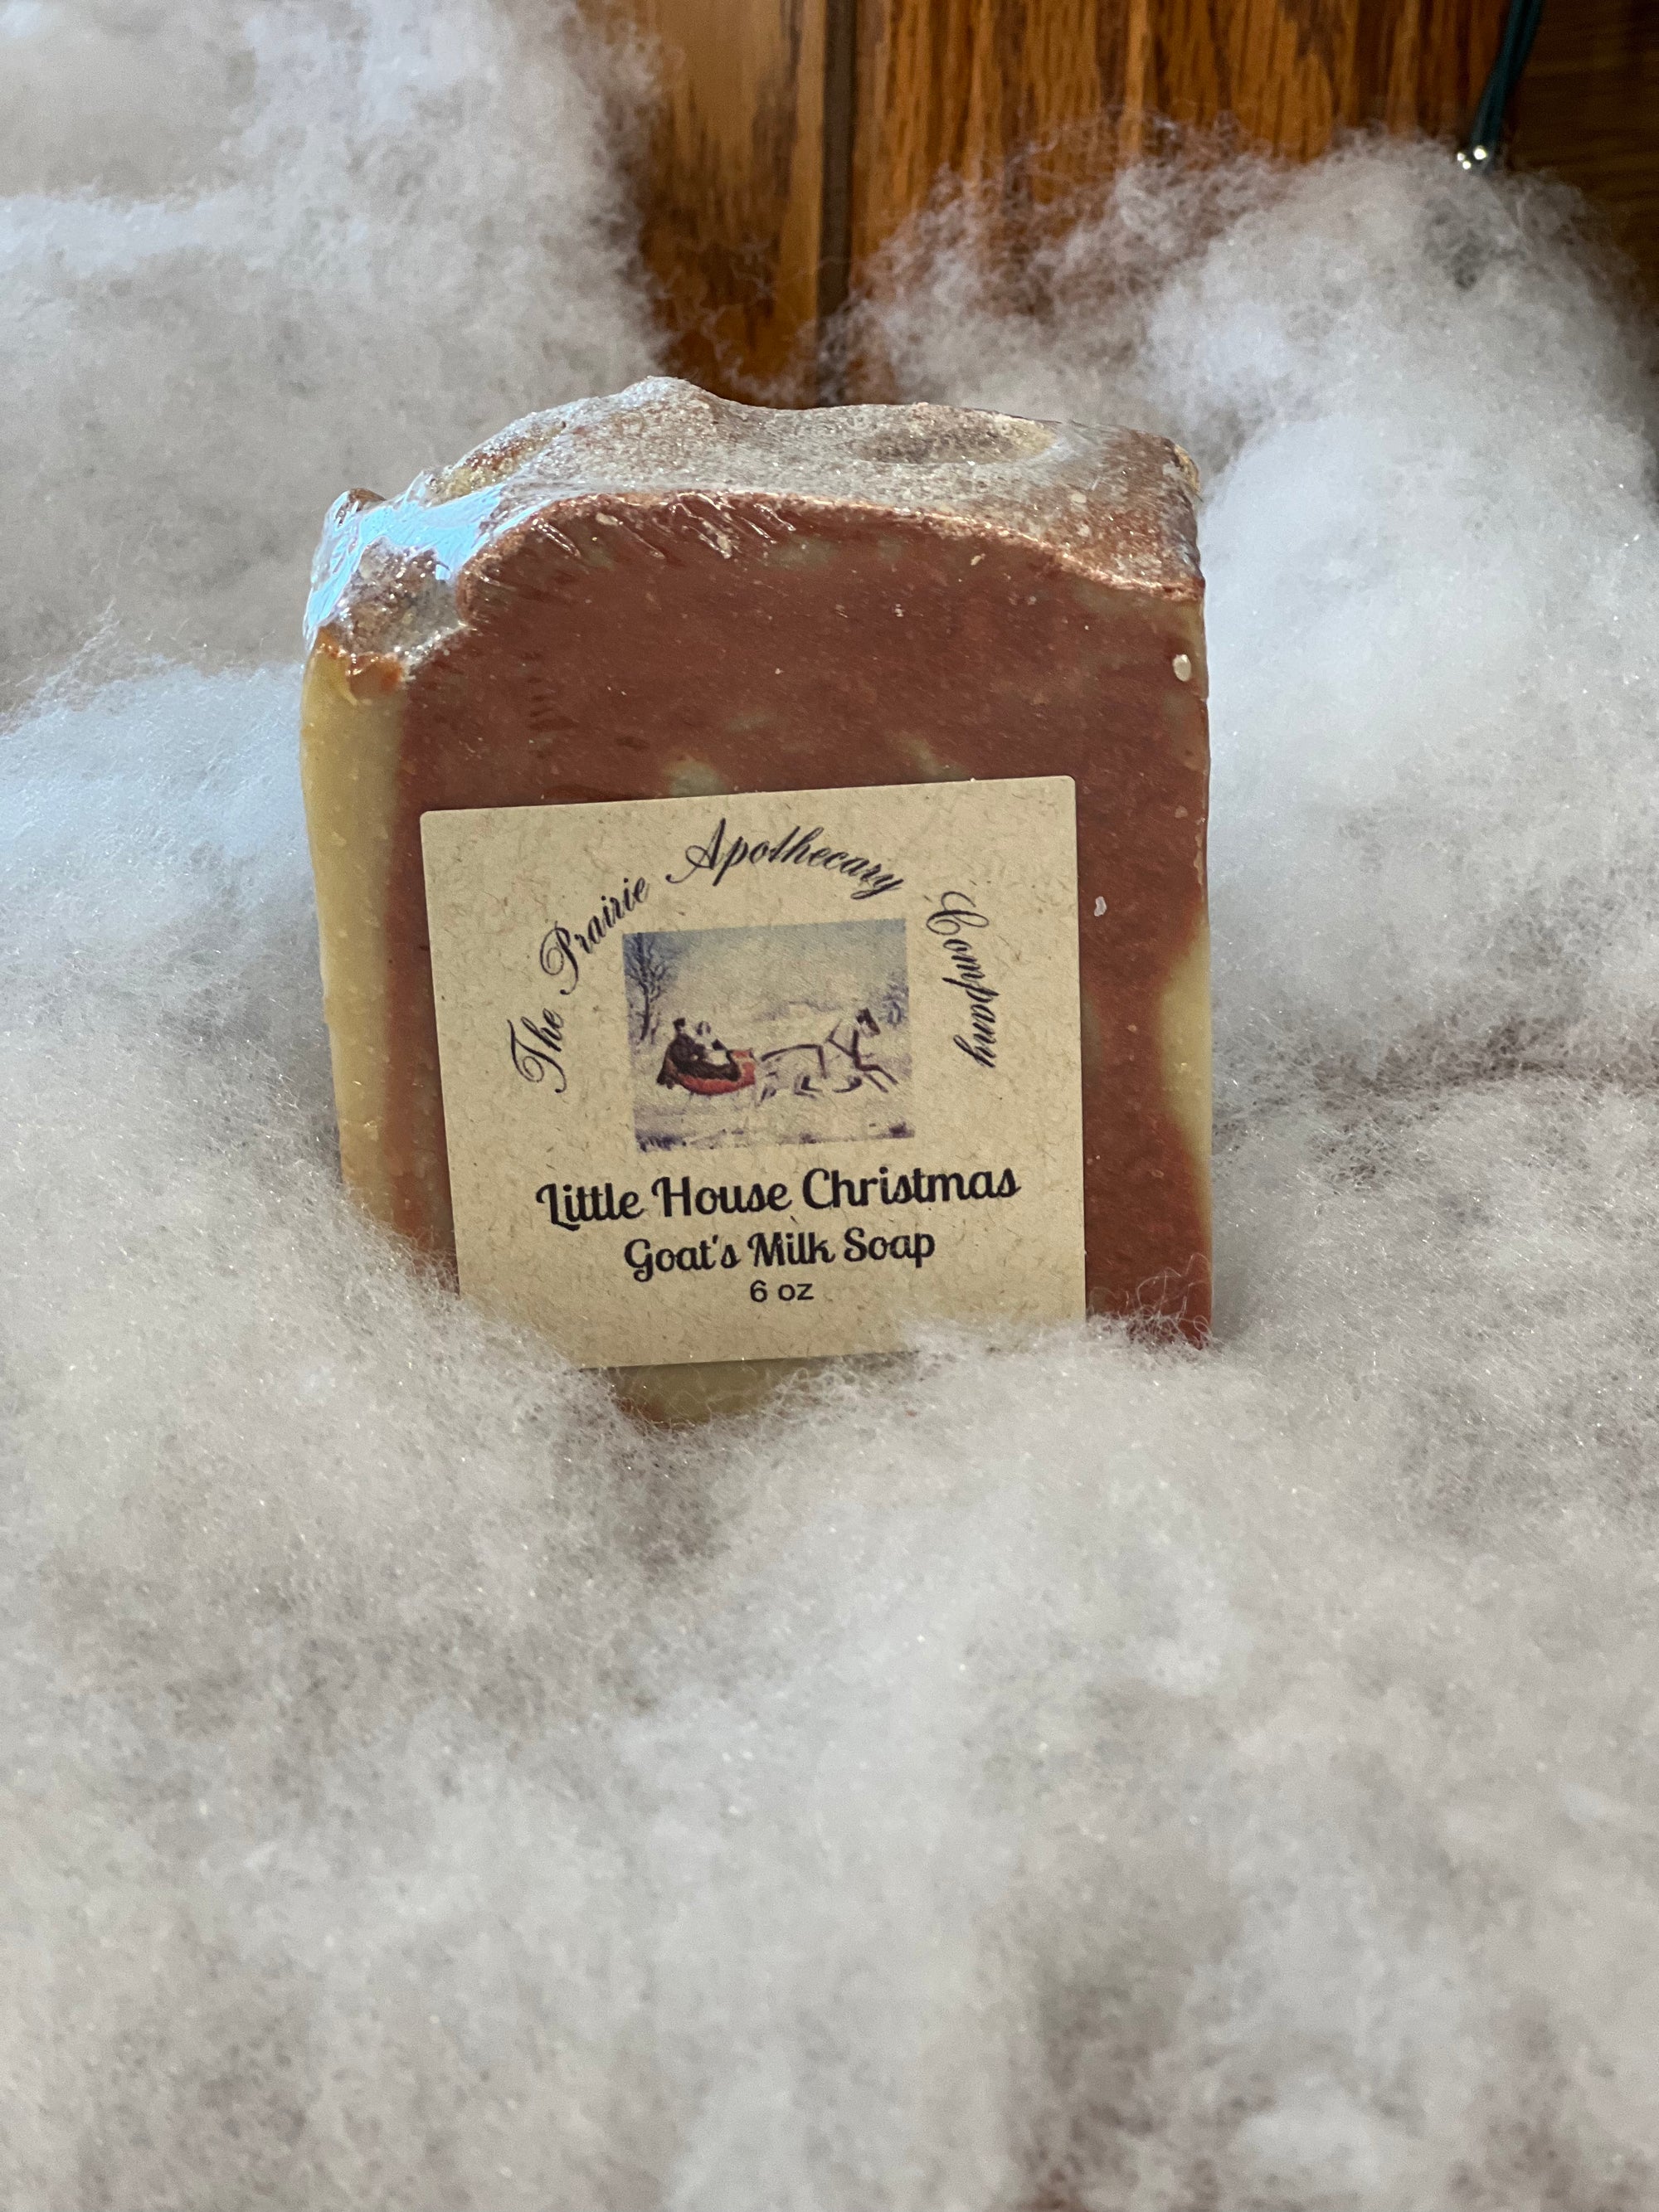 The Prairie Apothecary Company
Little House Christmas
Goat's Milk Soap
6 oz